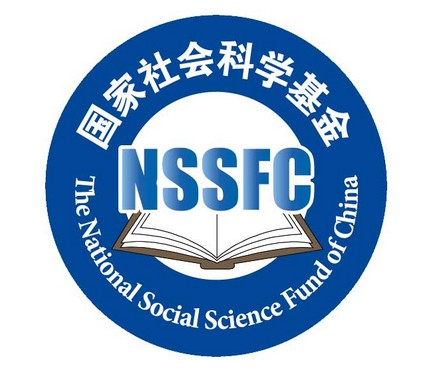 国家社会科学基金
NSSFC
The National Social Science Fund of China